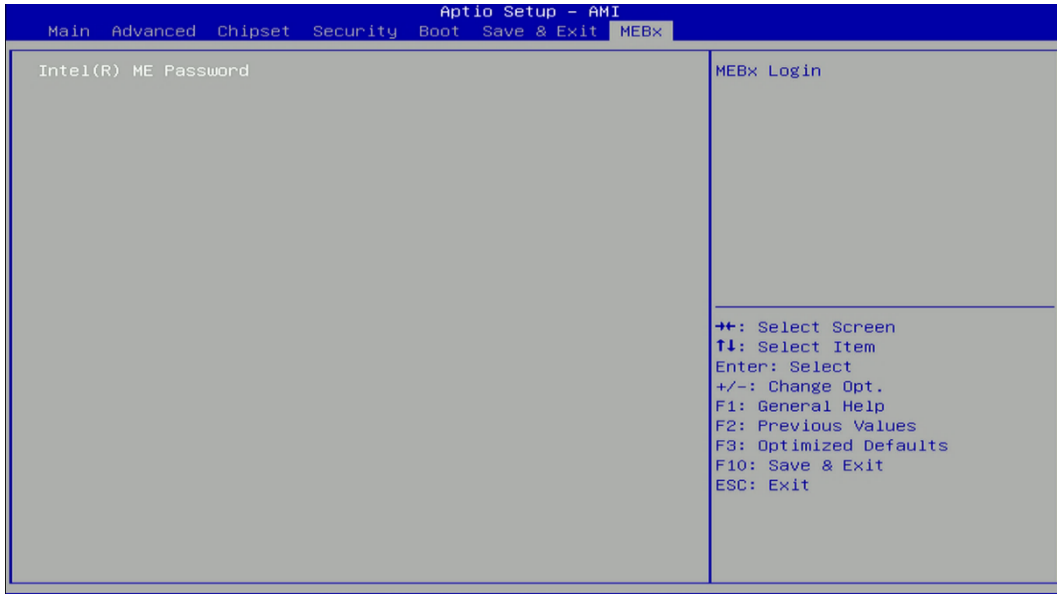 Aptio Setup – AMI
Main Advanced Chipset Security Boot Save & Exit MEBx
Intel(R) ME Password
MEBx Login
→←: Select Screen
↑↓: Select Item
Enter: Select
+/-: Change Opt.
F1: General Help
F2: Previous Values
F3: Optimized Defaults
F10: Save & Exit
ESC: Exit